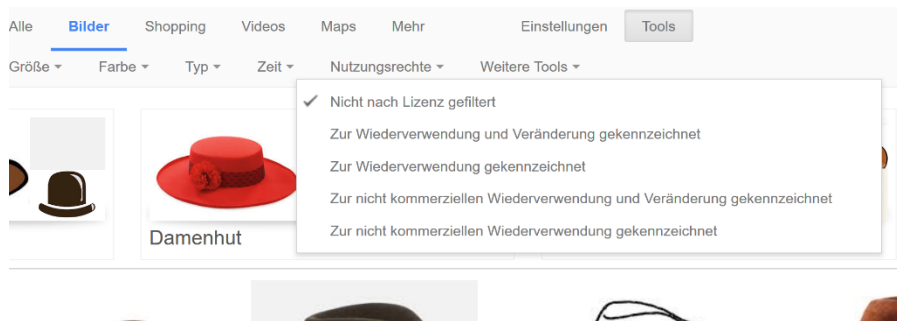 Alle Bilder Shopping Videos Maps Mehr Einstellungen Tools
Größe Farbe Typ Zeit Nutzungsrechte Weitere Tools
Nicht nach Lizenz gefiltert
Zur Wiederverwendung und Veränderung gekennzeichnet
Zur Wiederverwendung gekennzeichnet
Zur nicht kommerziellen Wiederverwendung und Veränderung gekennzeichnet
Zur nicht kommerziellen Wiederverwendung gekennzeichnet
Damenhut